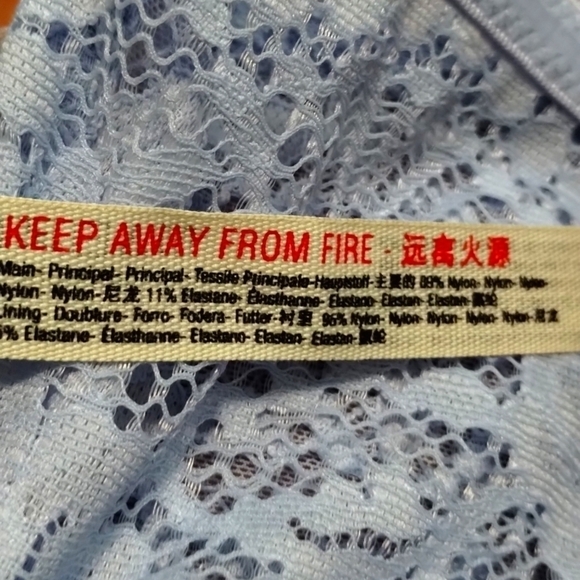 KEEP AWAY FROM FIRE - 远离火源
Main- Principal- Principal- Tessile Principale-Hauptstoff-主要的 89% Nylon- Nylon- Nylon-
Nylon- Nylon-尼龙 11% Elastane- Élasthanne- Elastano- Elastan- Elastan-氨纶
Lining- Doublure- Forro- Fodera- Futter-衬里 95% Nylon- Nylon- Nylon- Nylon- Nylon-尼龙
5% Elastane- Élasthanne- Elastano- Elastan- Elastan-氨纶